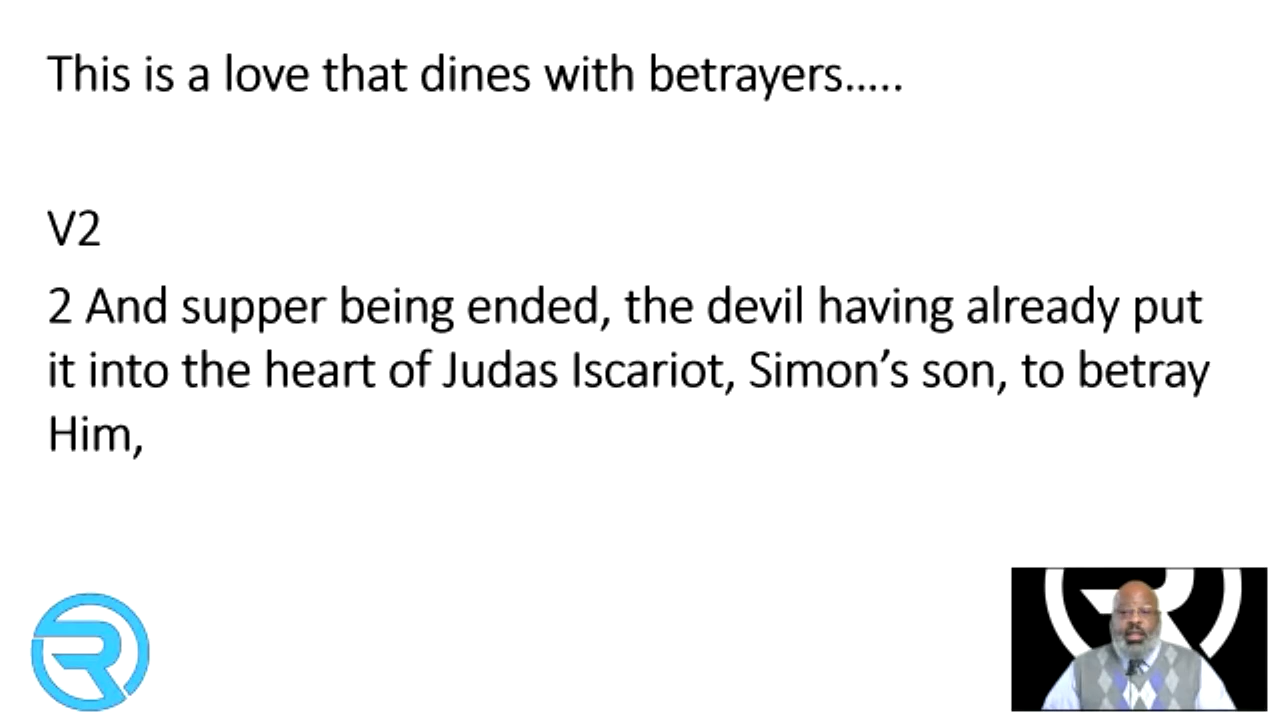 This is a love that dines with betrayers.....
V2
2 And supper being ended, the devil having already put
it into the heart of Judas Iscariot, Simon’s son, to betray
Him,